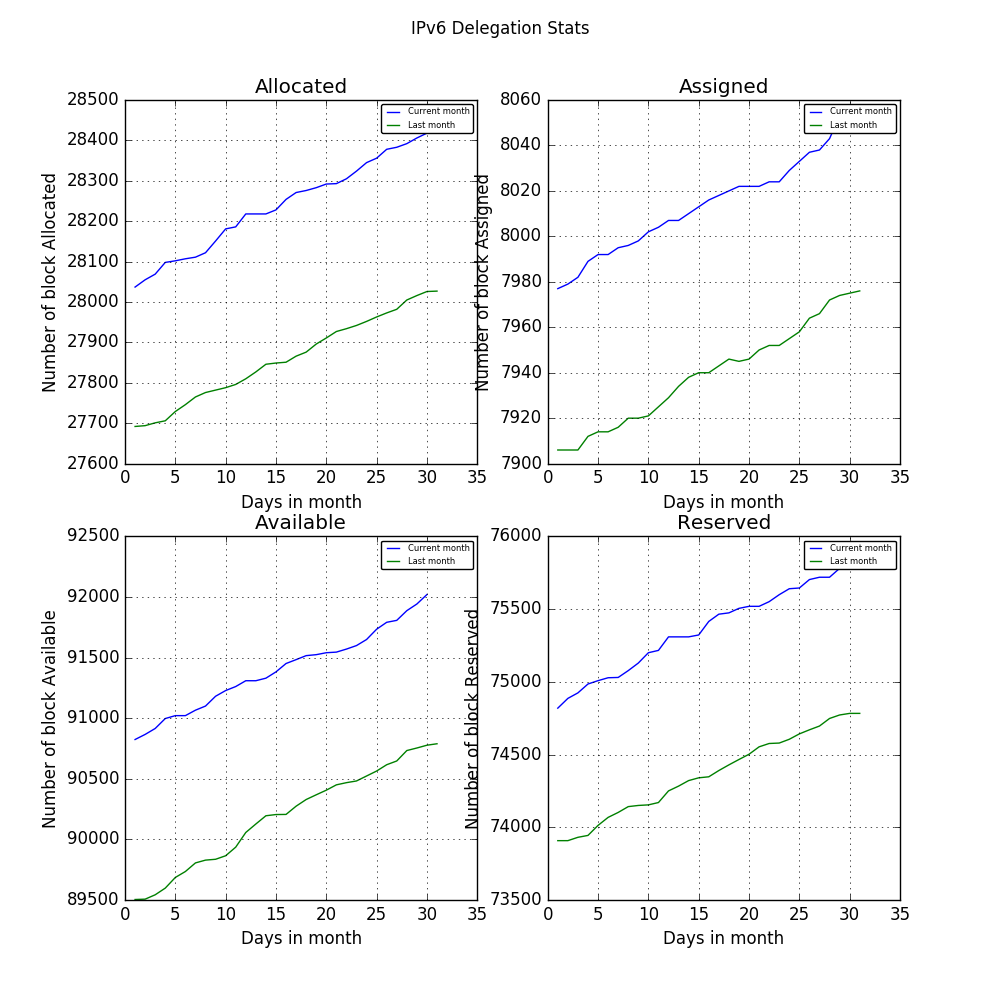 IPv6 Delegation Stats
Allocated
Number of block Allocated
28500
28400
28300
28200
28100
28000
27900
27800
27700
27600
Current month
Last month
0 5 10 15 20 25 30 35
Days in month
Assigned
Number of block Assigned
8060
8040
8020
8000
7980
7960
7940
7920
7900
Current month
Last month
0 5 10 15 20 25 30 35
Days in month
Available
Number of block Available
92500
92000
91500
91000
90500
90000
89500
Current month
Last month
0 5 10 15 20 25 30 35
Days in month
Reserved
Number of block Reserved
76000
75500
75000
74500
74000
73500
Current month
Last month
0 5 10 15 20 25 30 35
Days in month